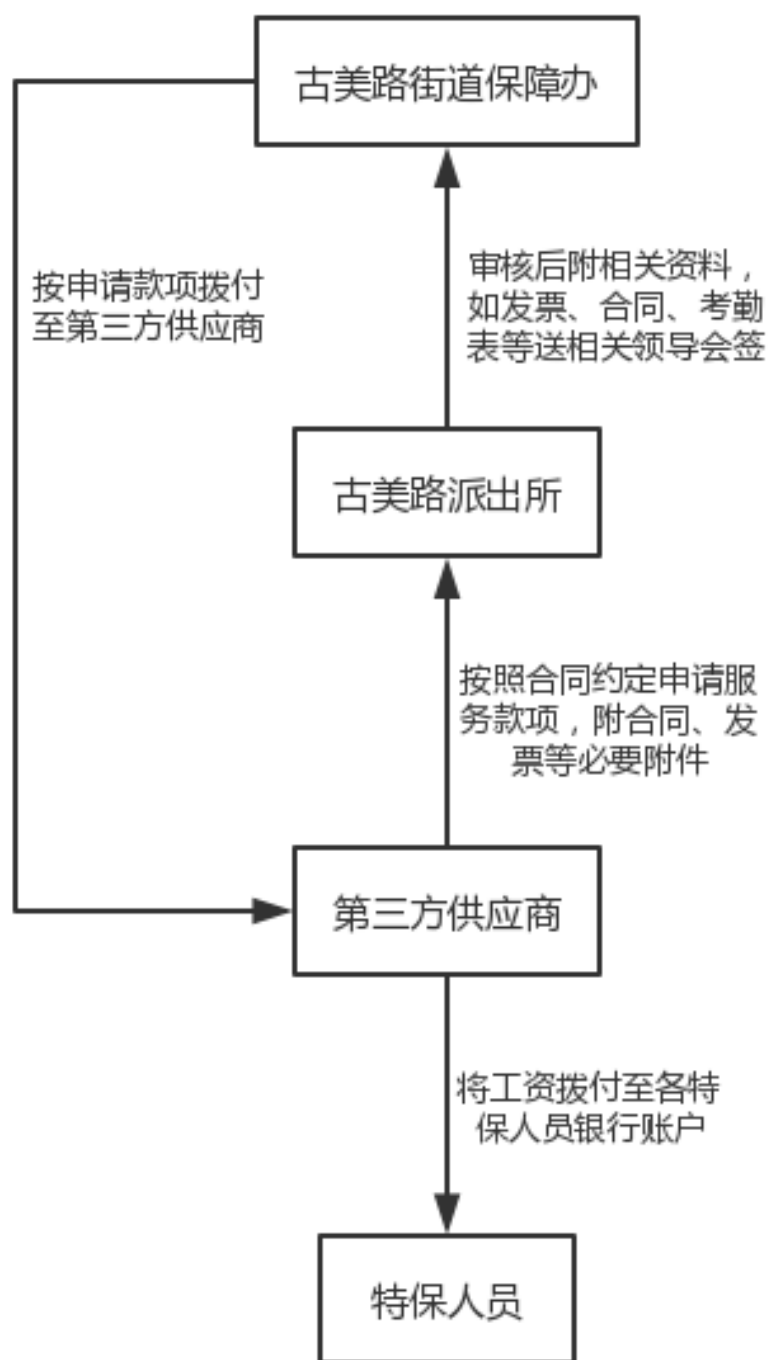 古美路街道保障办
按申请款项拨付
至第三方供应商
审核后附相关资料，
如发票、合同、考勤
表等送相关领导会签
古美路派出所
按照合同约定申请服
务款项，附合同、发
票等必要附件
第三方供应商
将工资拨付至各特
保人员银行账户
特保人员